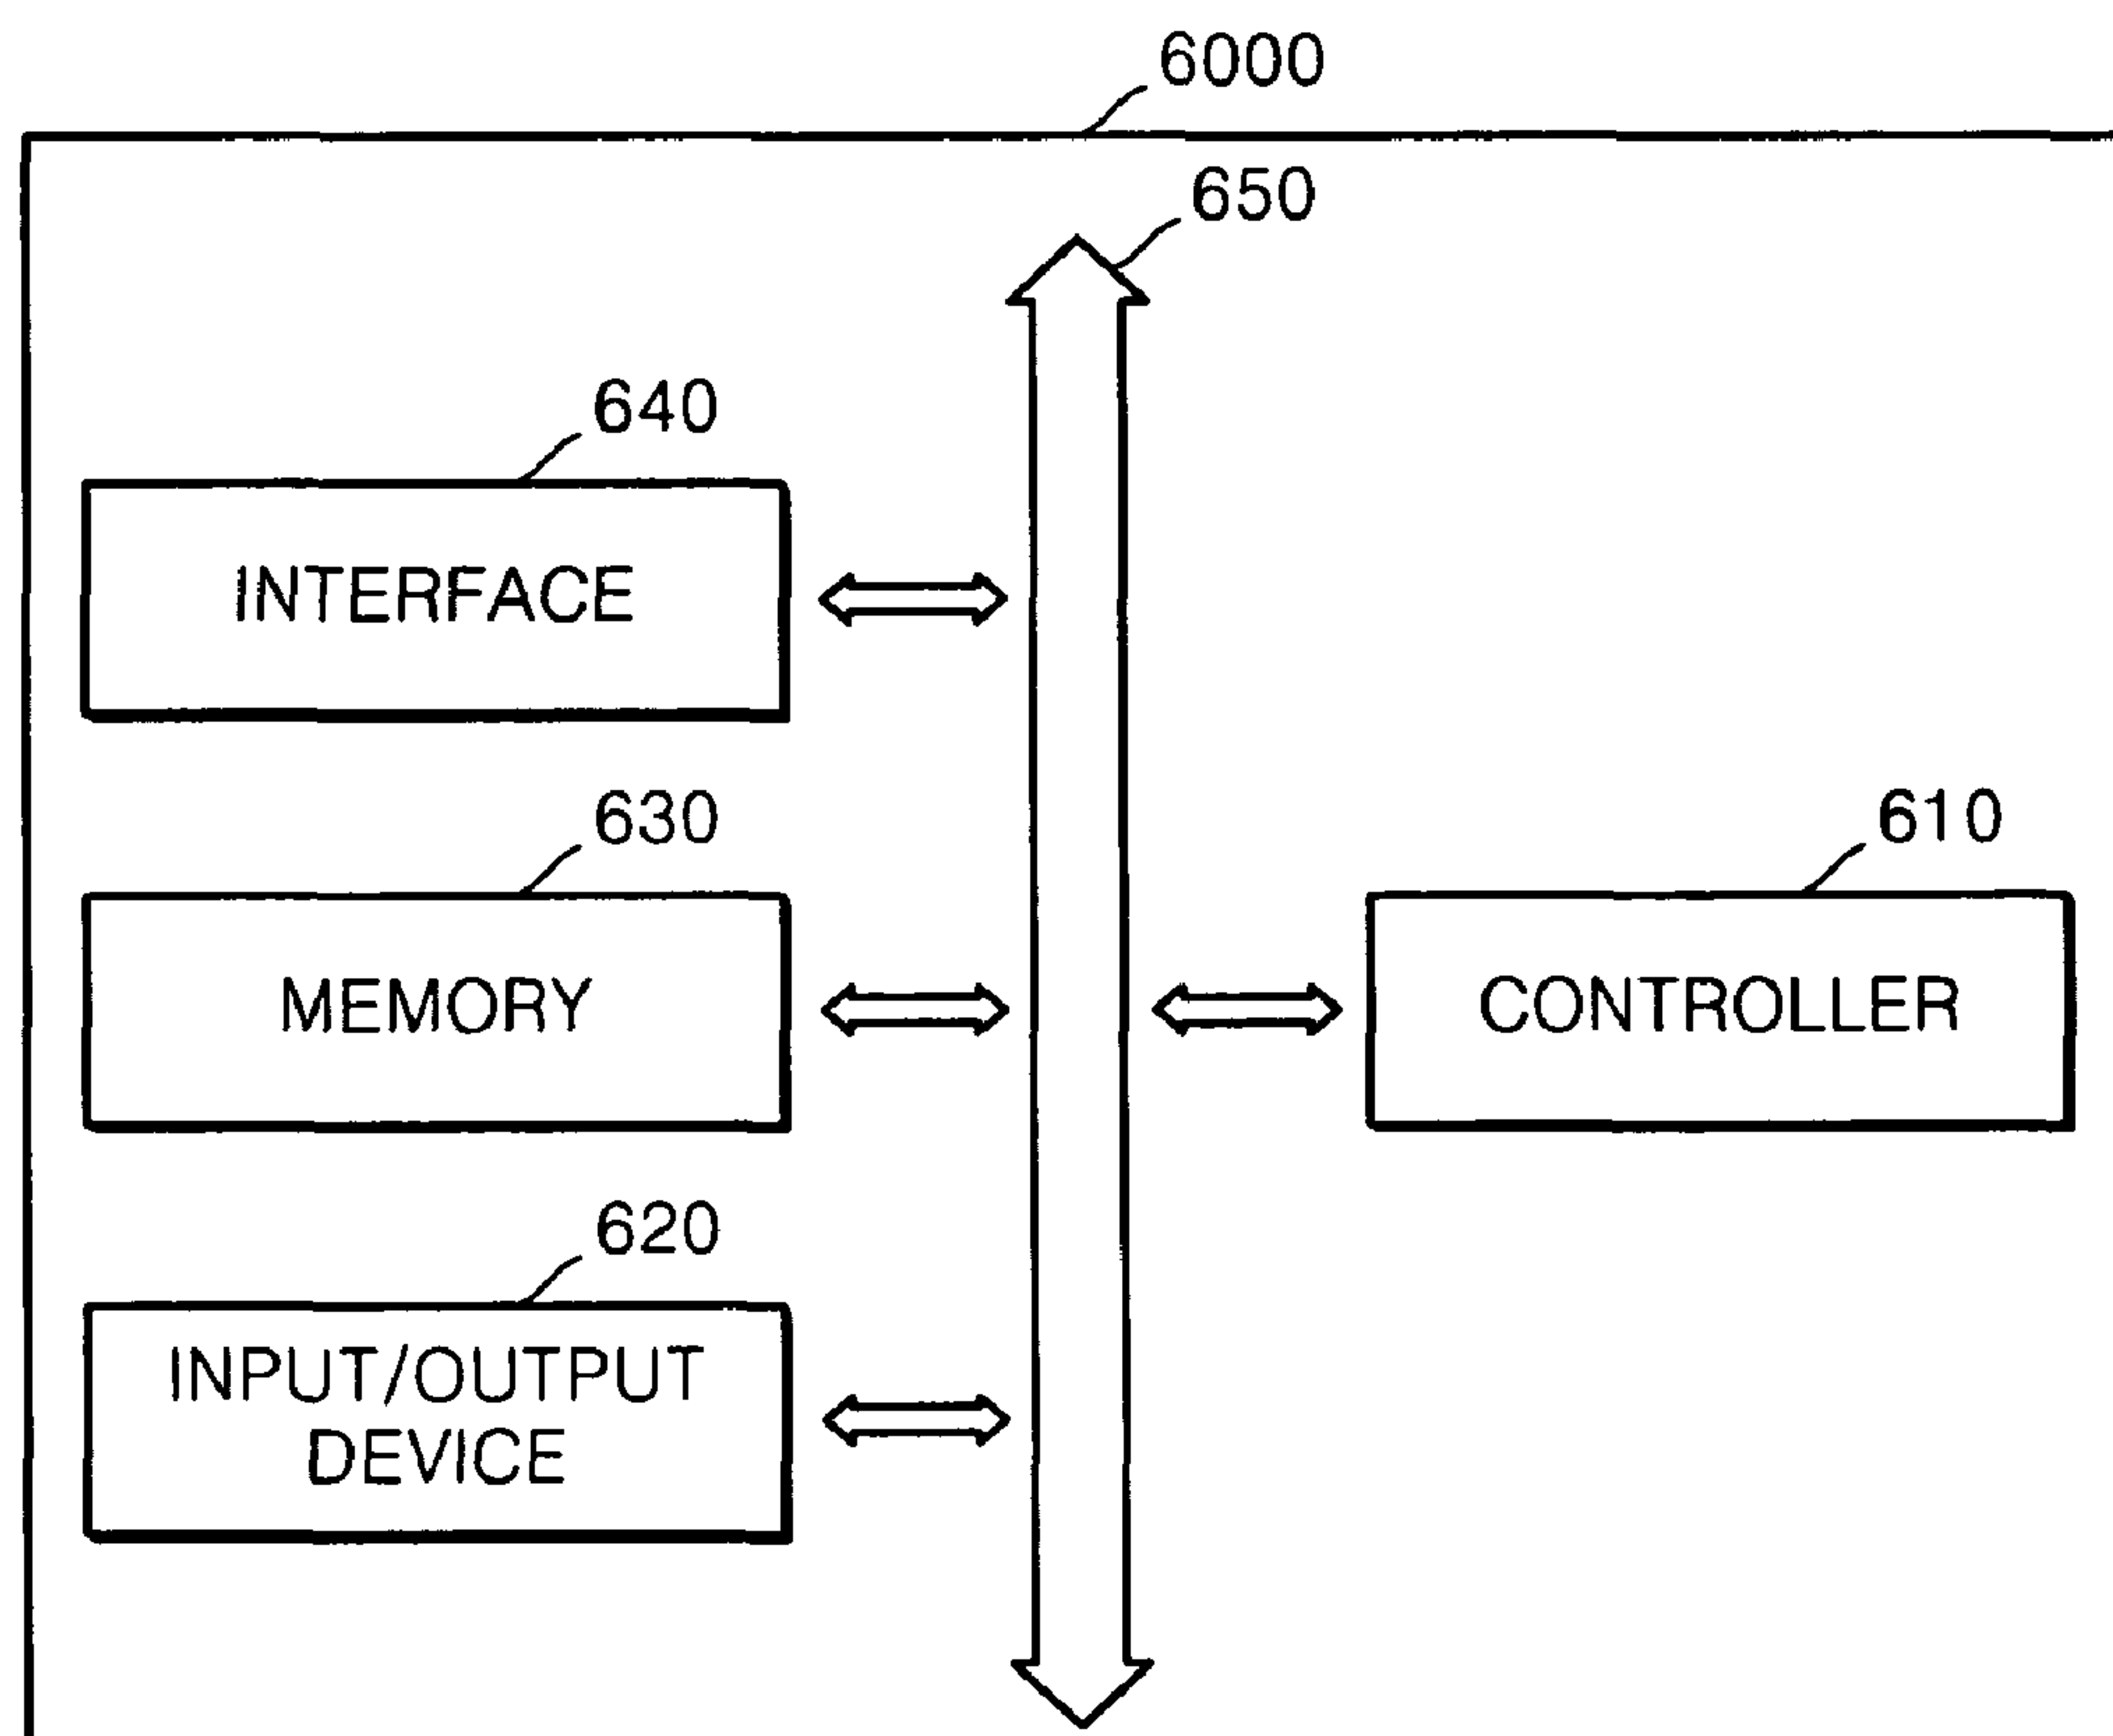 6000
650
640
INTERFACE
630
610
MEMORY
CONTROLLER
620
INPUT/OUTPUT
DEVICE